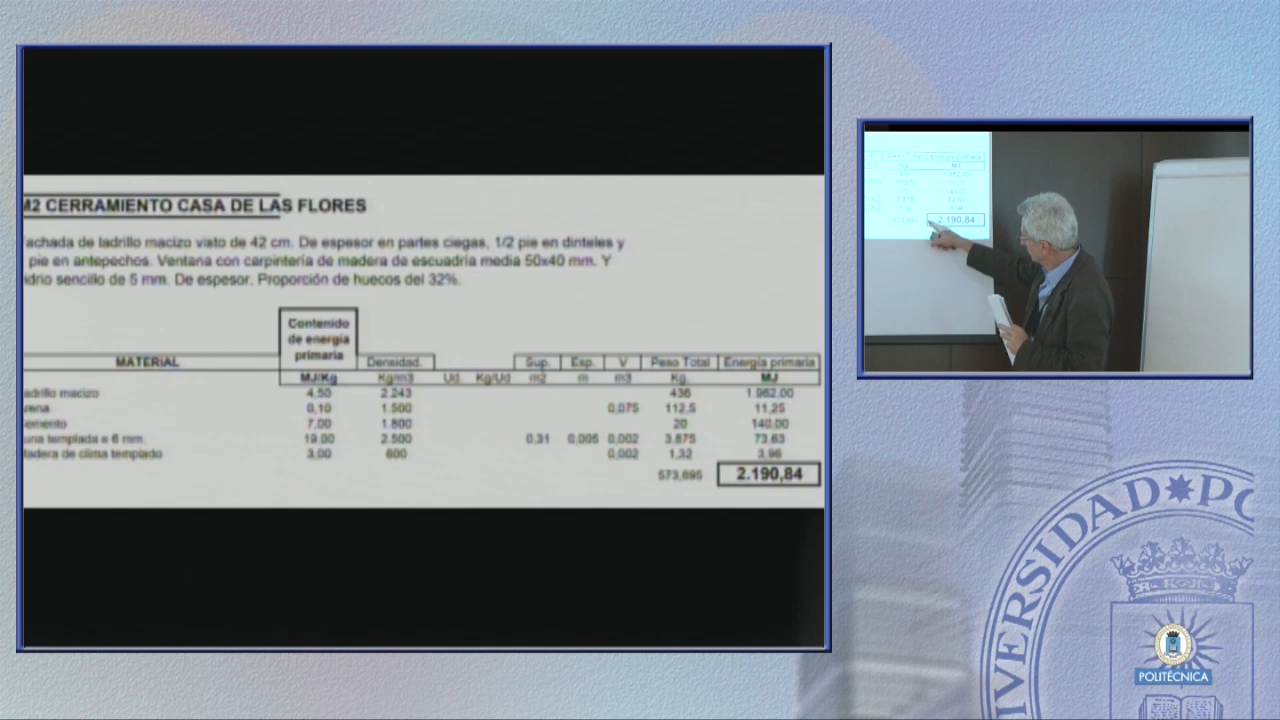 M2 CERRAMIENTO CASA DE LAS FLORES
achada de ladrillo macizo visto de 42 cm. De espesor en partes ciegas, 1/2 pie en dinteles y
pie en antepechos. Ventana con carpintería de madera de escuadría media 50x40 mm. Y
idrio sencillo de 5 mm. De espesor. Proporción de huecos del 32%.
Contenido
de energía
primaria
MATERIAL Densidad. Sup. Esp. V Peso Total Energía primaria
MJ/Kg Kg/m3 Ud. Kg/Ud m2 m m3 Kg. MJ
adrillo macizo 4,50 2.243 436 1.962,00
rena 0,10 1.500 0,075 112,5 11,25
emento 7,00 1.800 20 140,00
una templada e 6 mm. 19,00 2.500 0,31 0,005 0,002 3,875 73,63
adera de clima templado 3,00 600 0,002 1,32 3,96
573,695 2.190,84
2.190,84
UNIVERSIDAD PO
POLITÉCNICA